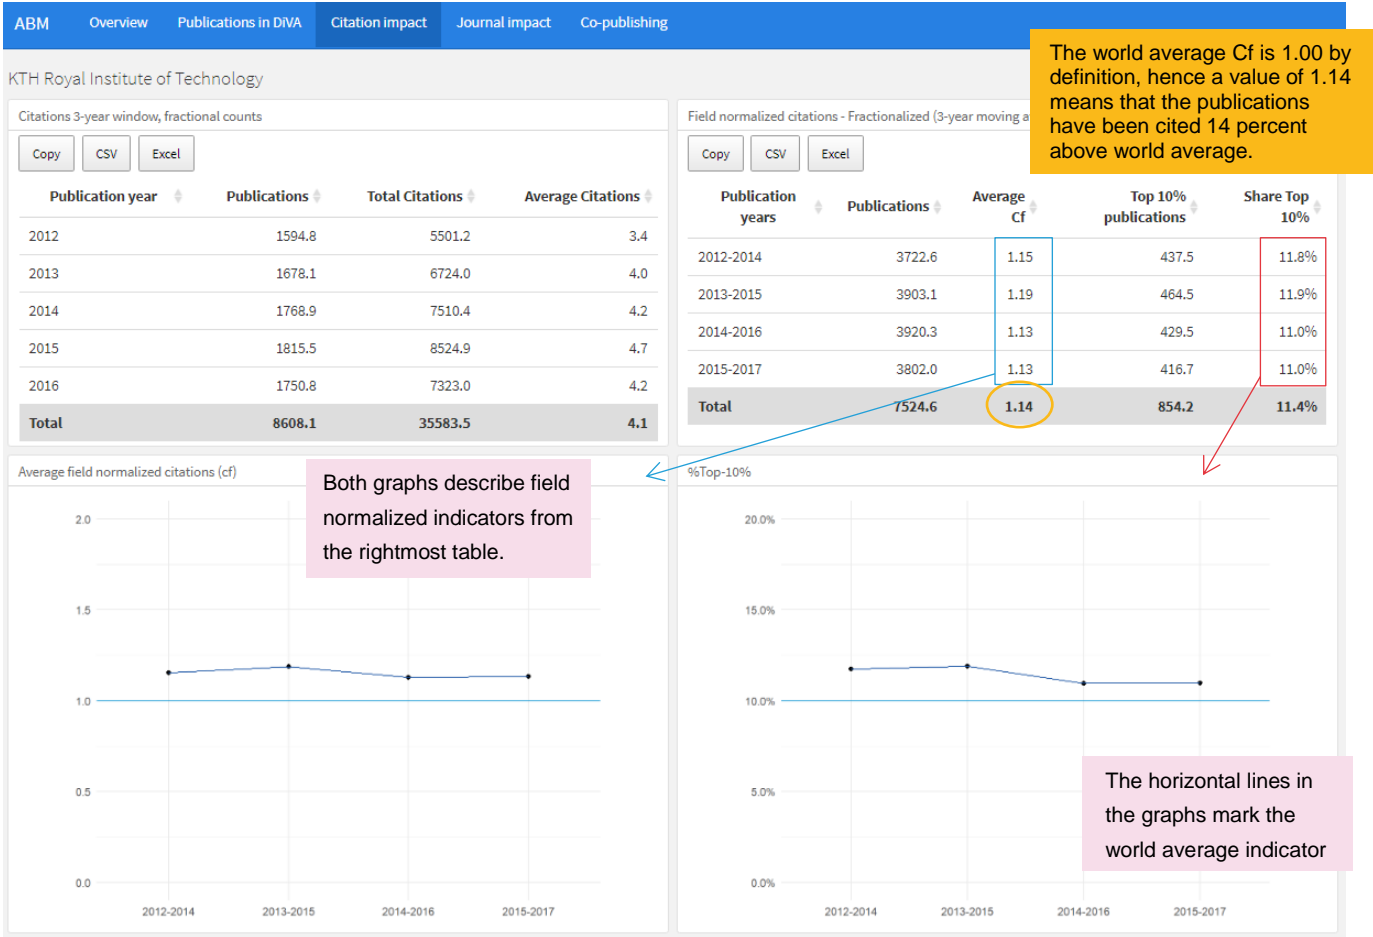 ABM Overview Publications in DiVA Citation impact Journal impact Co-publishing
The world average Cf is 1.00 by
definition, hence a value of 1.14
means that the publications
have been cited 14 percent
above world average.
KTH Royal Institute of Technology
Citations 3-year window, fractional counts
Copy CSV Excel
Publication year Publications Total Citations Average Citations
2012 1594.8 5501.2 3.4
2013 1678.1 6724.0 4.0
2014 1768.9 7510.4 4.2
2015 1815.5 8524.9 4.7
2016 1750.8 7323.0 4.2
Total 8608.1 35583.5 4.1
Field normalized citations - Fractionalized (3-year moving
Copy CSV Excel
Publication years Publications Average Cf Top 10% publications Share Top 10%
2012-2014 3722.6 1.15 437.5 11.8%
2013-2015 3903.1 1.19 464.5 11.9%
2014-2016 3920.3 1.13 429.5 11.0%
2015-2017 3802.0 1.13 416.7 11.0%
Total 7524.6 1.14 854.2 11.4%
Average field normalized citations (cf)
Both graphs describe field
normalized indicators from
the rightmost table.
2.0
1.5
1.0
0.5
0.0
2012-2014 2013-2015 2014-2016 2015-2017
%Top-10%
20.0%
15.0%
10.0%
5.0%
0.0%
2012-2014 2013-2015 2014-2016 2015-2017
The horizontal lines in
the graphs mark the
world average indicator